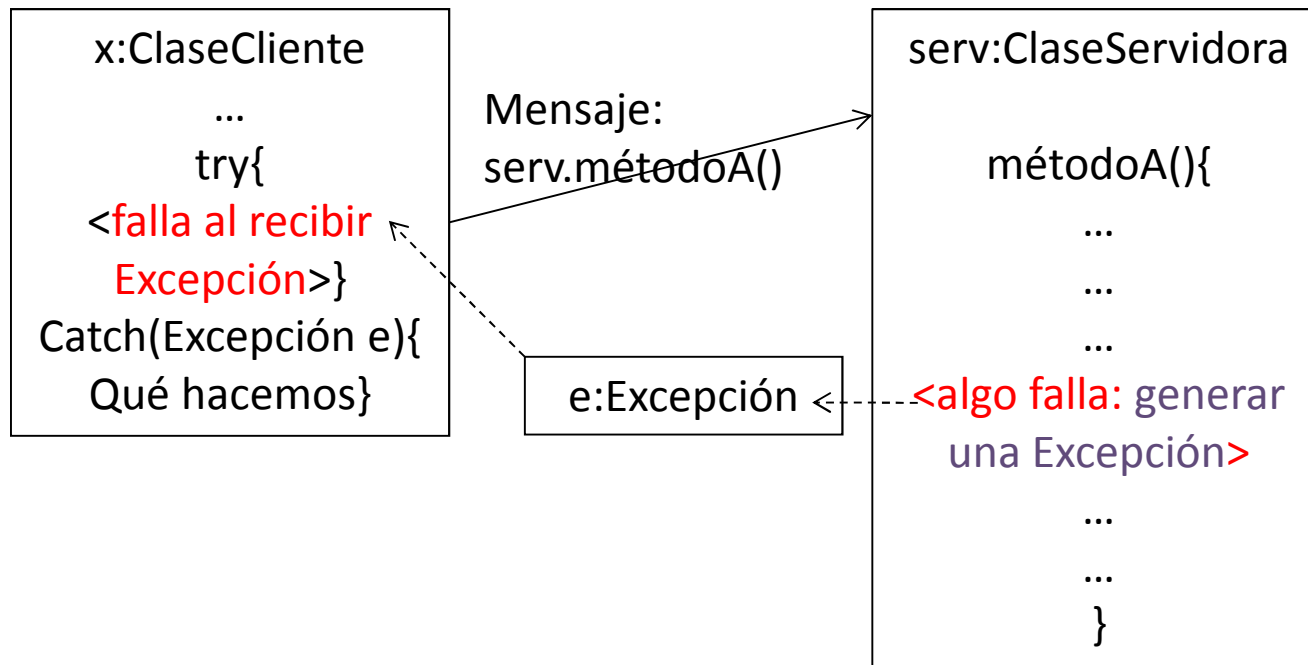 x:ClaseCliente
...
try{
<falla al recibir
Excepción>}
Catch(Excepción e){
Qué hacemos}
Mensaje:
serv.métodoA()
e:Excepción
serv:ClaseServidora
métodoA(){
...
...
...
<algo falla: generar
una Excepción>
...
...
}